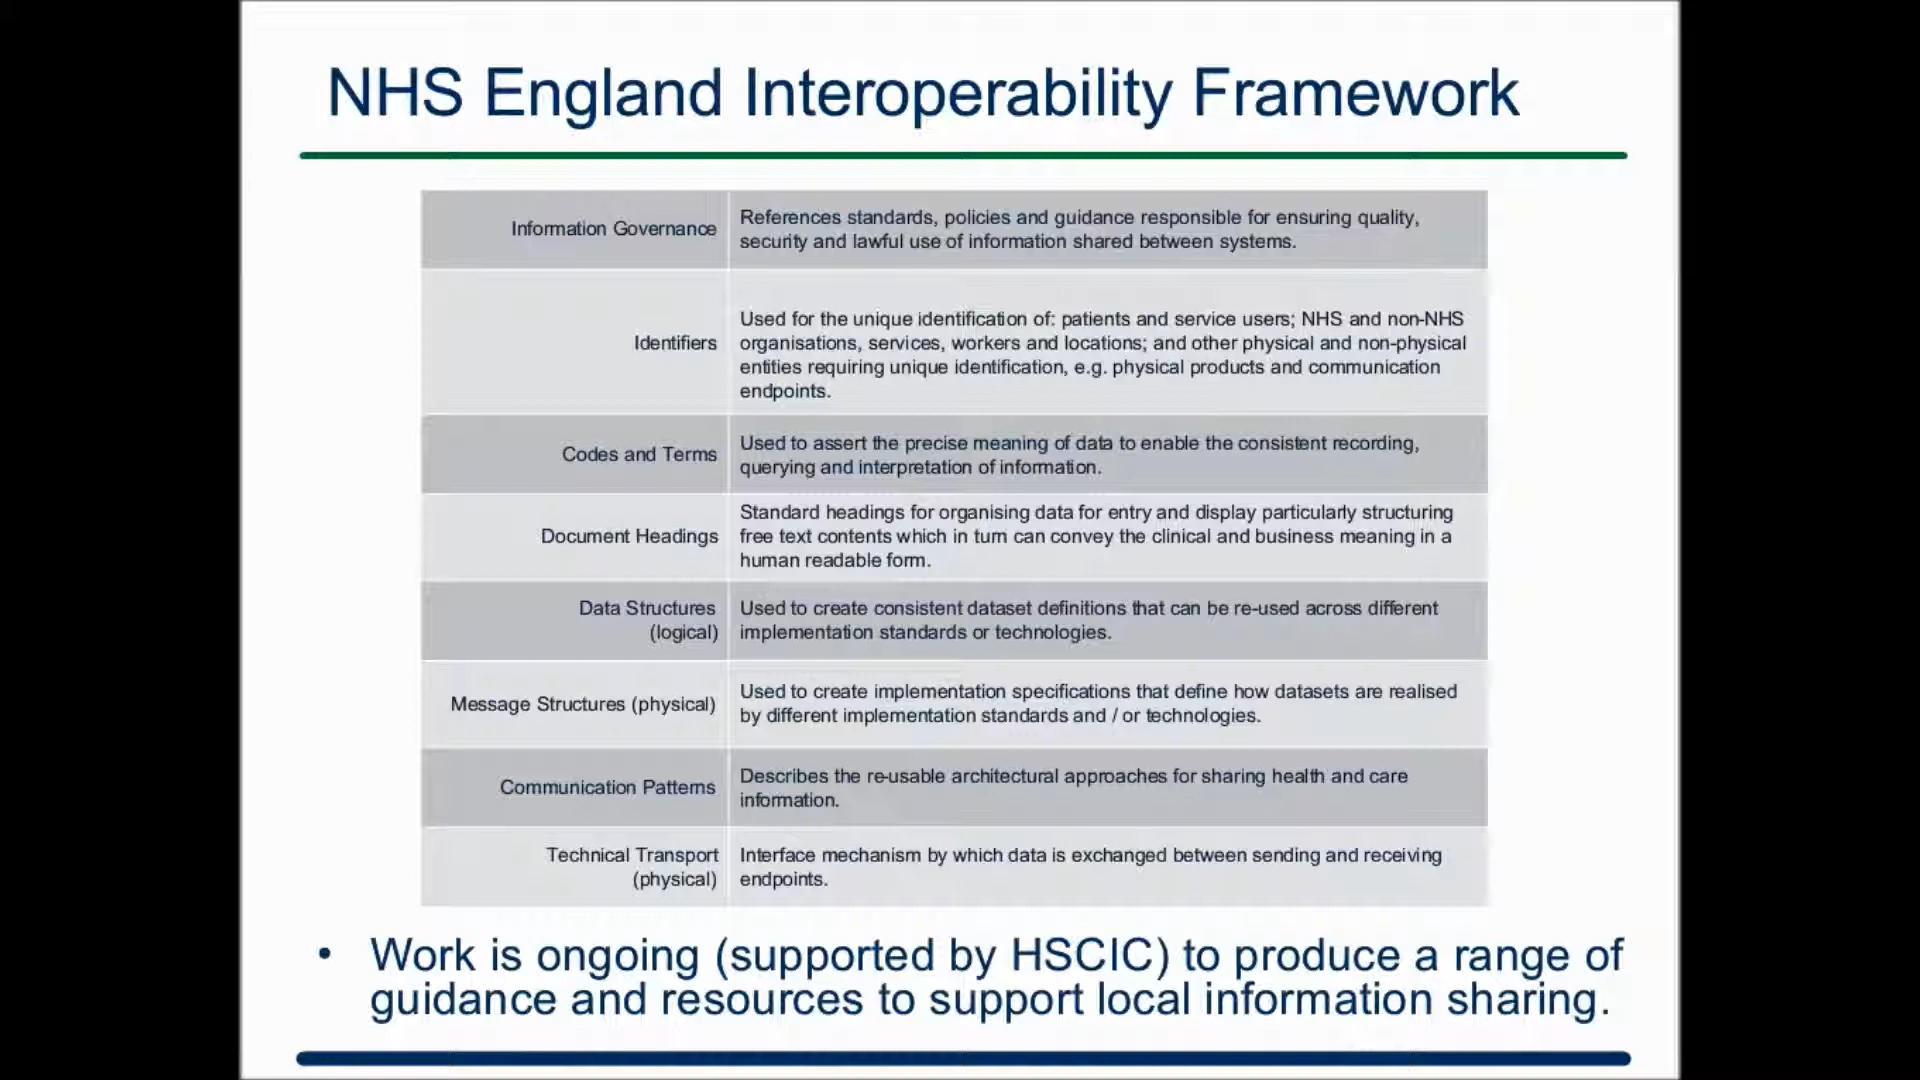 NHS England Interoperability Framework
Information Governance
References standards, policies and guidance responsible for ensuring quality,
security and lawful use of information shared between systems.
Identifiers
Used for the unique identification of: patients and service users; NHS and non-NHS
organisations, services, workers and locations; and other physical and non-physical
entities requiring unique identification, e.g. physical products and communication
endpoints.
Codes and Terms
Used to assert the precise meaning of data to enable the consistent recording,
querying and interpretation of information.
Document Headings
Standard headings for organising data for entry and display particularly structuring
free text contents which in turn can convey the clinical and business meaning in a
human readable form.
Data Structures
(logical)
Used to create consistent dataset definitions that can be re-used across different
implementation standards or technologies.
Message Structures (physical)
Used to create implementation specifications that define how datasets are realised
by different implementation standards and / or technologies.
Communication Patterns
Describes the re-usable architectural approaches for sharing health and care
information.
Technical Transport
(physical)
Interface mechanism by which data is exchanged between sending and receiving
endpoints.
• Work is ongoing (supported by HSCIC) to produce a range of
guidance and resources to support local information sharing.